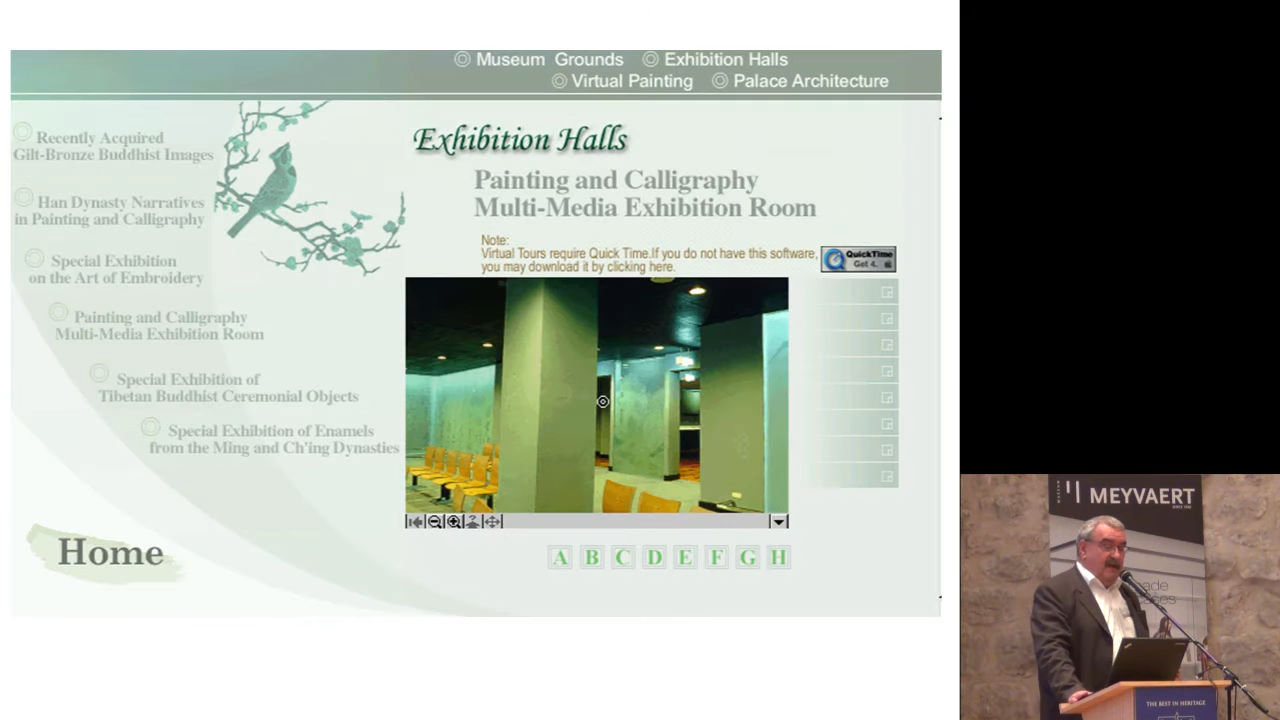 Museum Grounds
Exhibition Halls
Virtual Painting
Palace Architecture
Recently Acquired
Gilt-Bronze Buddhist Images
Han Dynasty Narratives
in Painting and Calligraphy
Special Exhibition
on the Art of Embroidery
Painting and Calligraphy
Multi-Media Exhibition Room
Special Exhibition of
Tibetan Buddhist Ceremonial Objects
Special Exhibition of Enamels
from the Ming and Ch'ing Dynasties
Home
Exhibition Halls
Painting and Calligraphy
Multi-Media Exhibition Room
Note:
Virtual Tours require Quick Time.If you do not have this software,
you may download it by clicking here.
QuickTime
Get 4.
A B C D E F G H
MEYVAERT
THE BEST IN HERITAGE